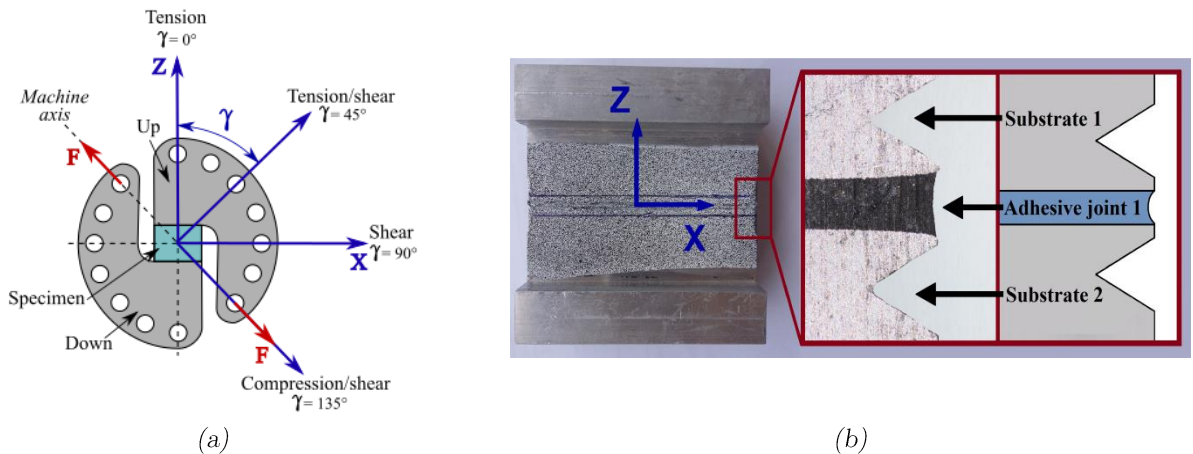 Tension
γ= 0°
Z
Machine
axis
Up
γ
Tension/shear
γ= 45°
F
Shear
γ= 90°
X
Specimen
Down
F
Compression/shear
γ= 135°
(a)
Z
X
Substrate 1
Adhesive joint 1
Substrate 2
(b)